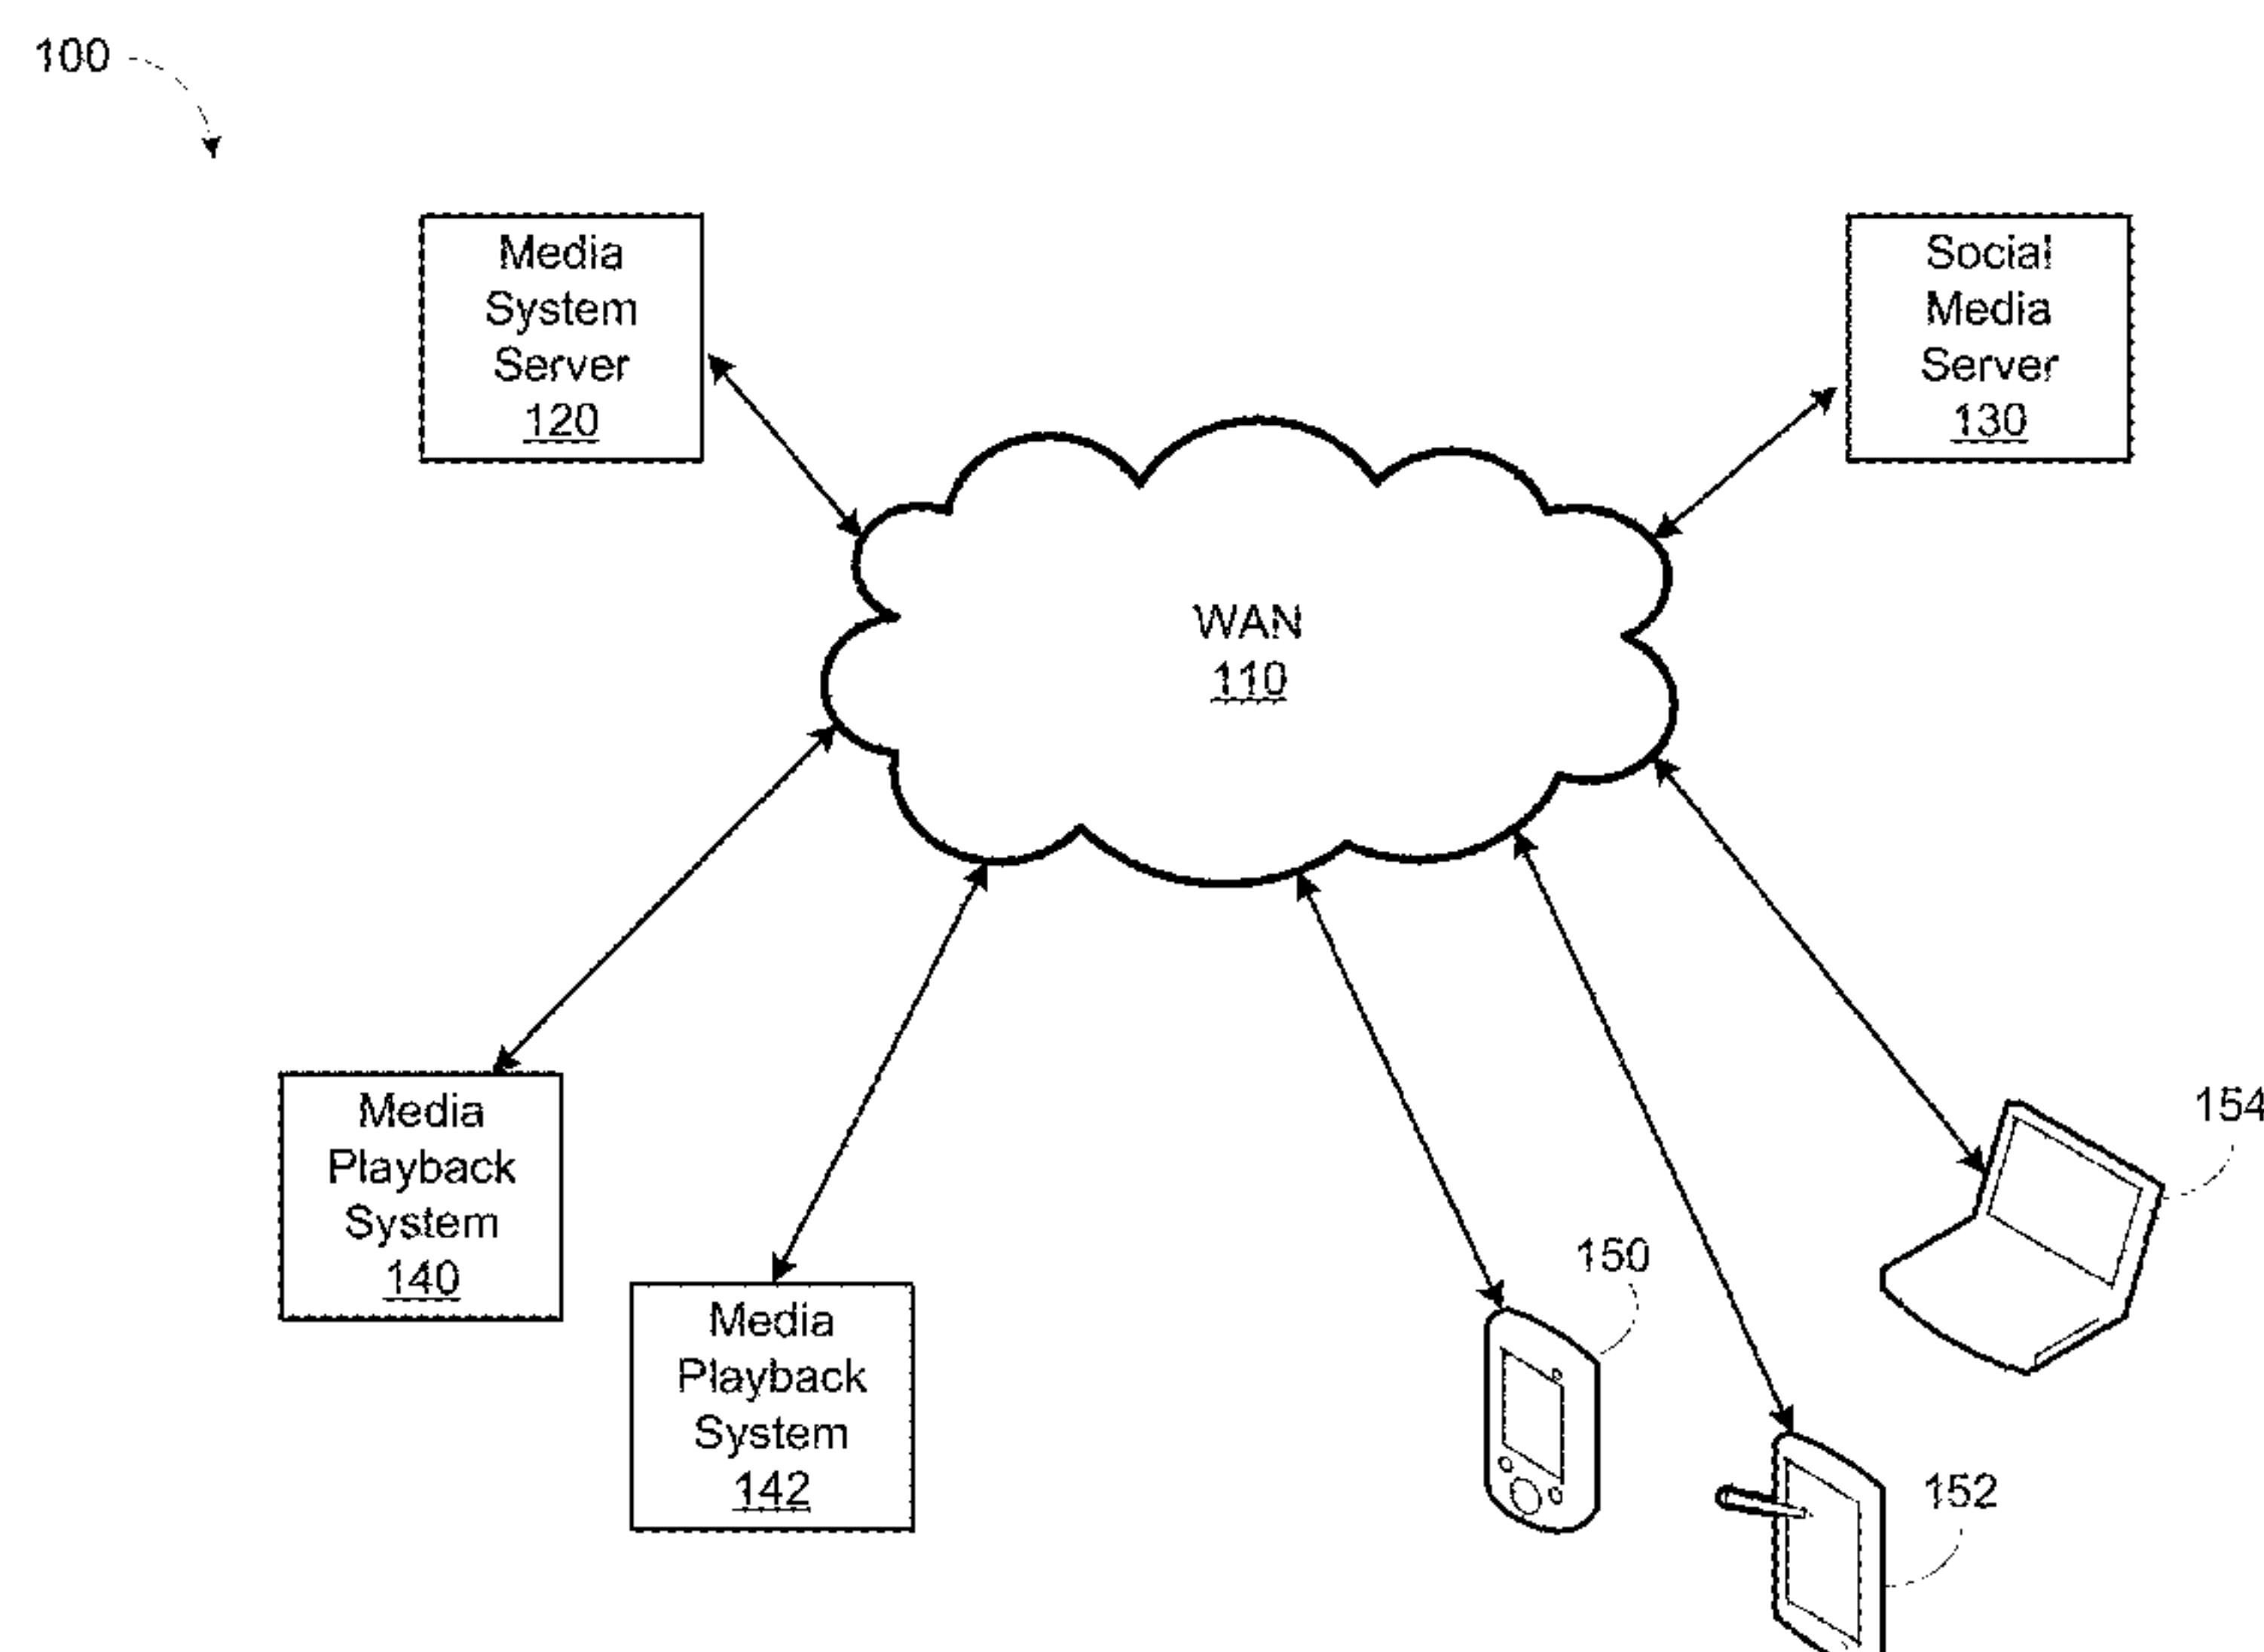 100
Media
System
Server
120
Social
Media
Server
130
WAN
110
Media
Playback
System
140
Media
Playback
System
142
150
152
154